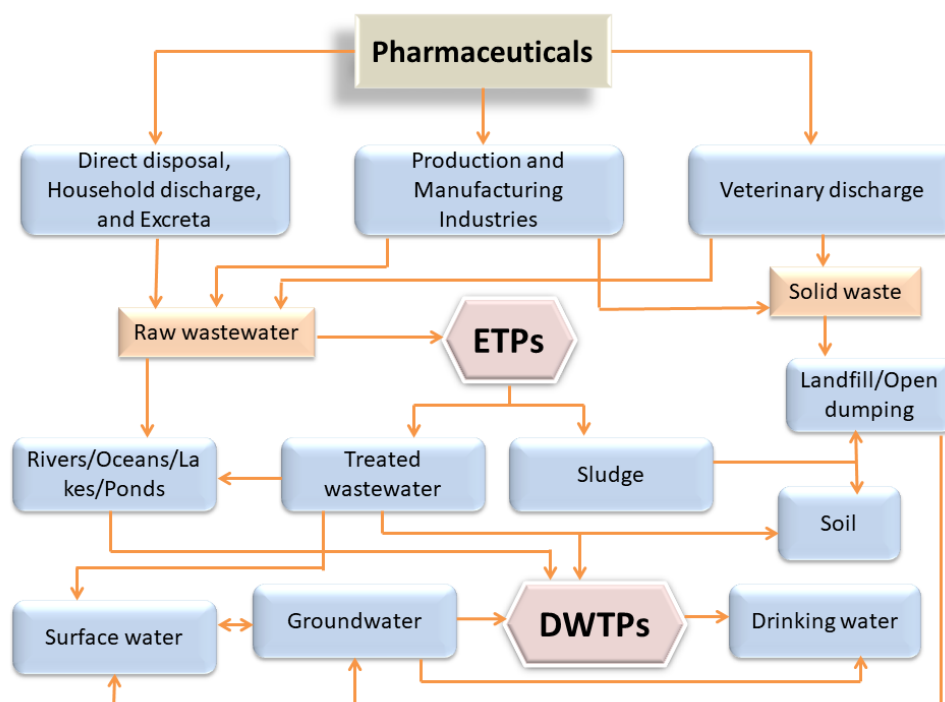 Pharmaceuticals
Direct disposal,
Household discharge,
and Excreta
Production and
Manufacturing
Industries
Veterinary discharge
Solid waste
Raw wastewater
ETPs
Landfill/Open
dumping
Rivers/Oceans/La
kes/Ponds
Treated
wastewater
Sludge
Soil
Surface water
Groundwater
DWTPs
Drinking water